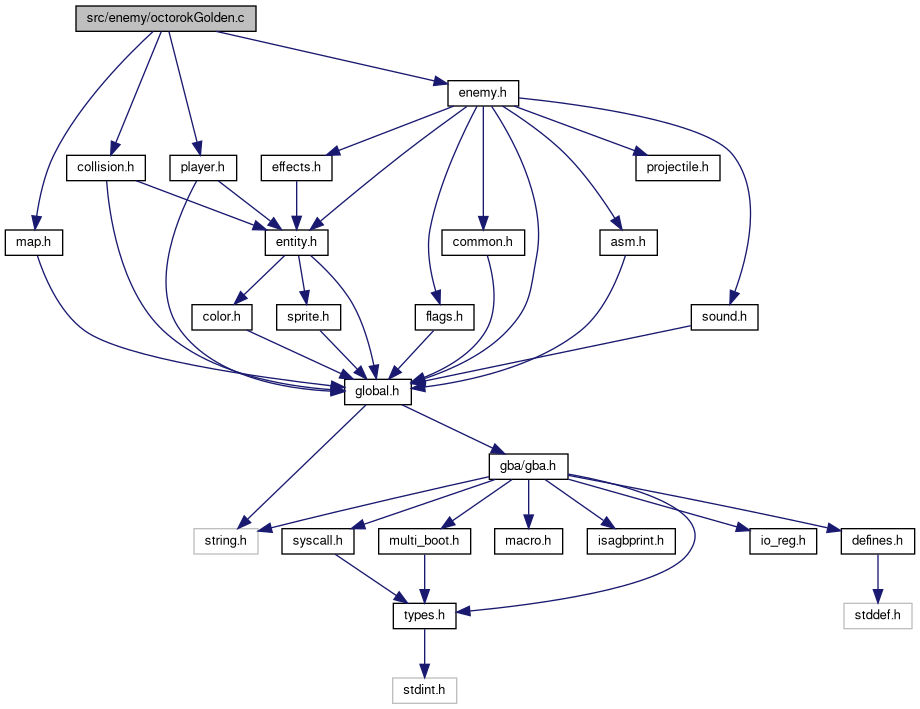 src/enemy/octorokGolden.c
enemy.h
collision.h
player.h
effects.h
projectile.h
map.h
entity.h
common.h
asm.h
color.h
sprite.h
flags.h
sound.h
global.h
gba/gba.h
string.h
syscall.h
multi_boot.h
macro.h
isagbprint.h
io_reg.h
defines.h
types.h
stddef.h
stdint.h